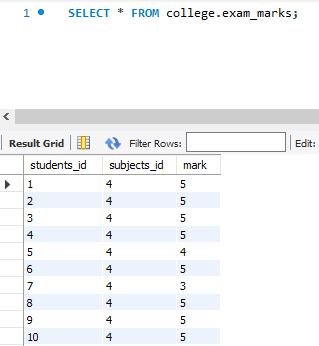 1 SELECT * FROM college.exam_marks;
Result Grid Filter Rows: Edit:
students_id subjects_id mark
1 4 5
2 4 5
3 4 5
4 4 5
5 4 4
6 4 5
7 4 3
8 4 5
9 4 5
10 4 5